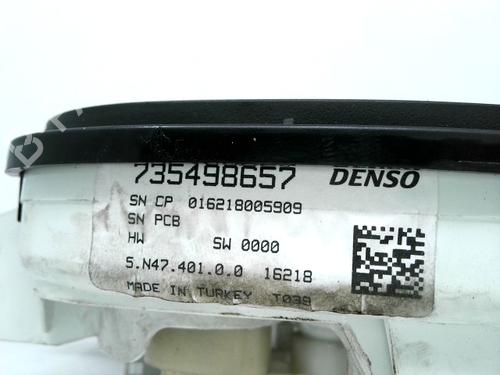 735498657 DENSO
SN CP 016218005909
SN PCB
HW SW 0000
5.N47.401.0.0 16218
MADE IN TURKEY T039